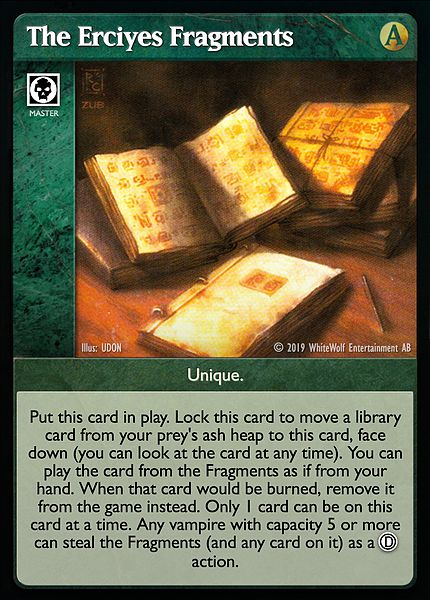 The Erciyes Fragments
A
MASTER
ZUB
Illus: UDON
© 2019 WhiteWolf Entertainment AB
Unique.
Put this card in play. Lock this card to move a library
card from your prey's ash heap to this card, face
down (you can look at the card at any time). You can
play the card from the Fragments as if from your
hand. When that card would be burned, remove it
from the game instead. Only 1 card can be on this
card at a time. Any vampire with capacity 5 or more
can steal the Fragments (and any card on it) as a Ⓓ
action.